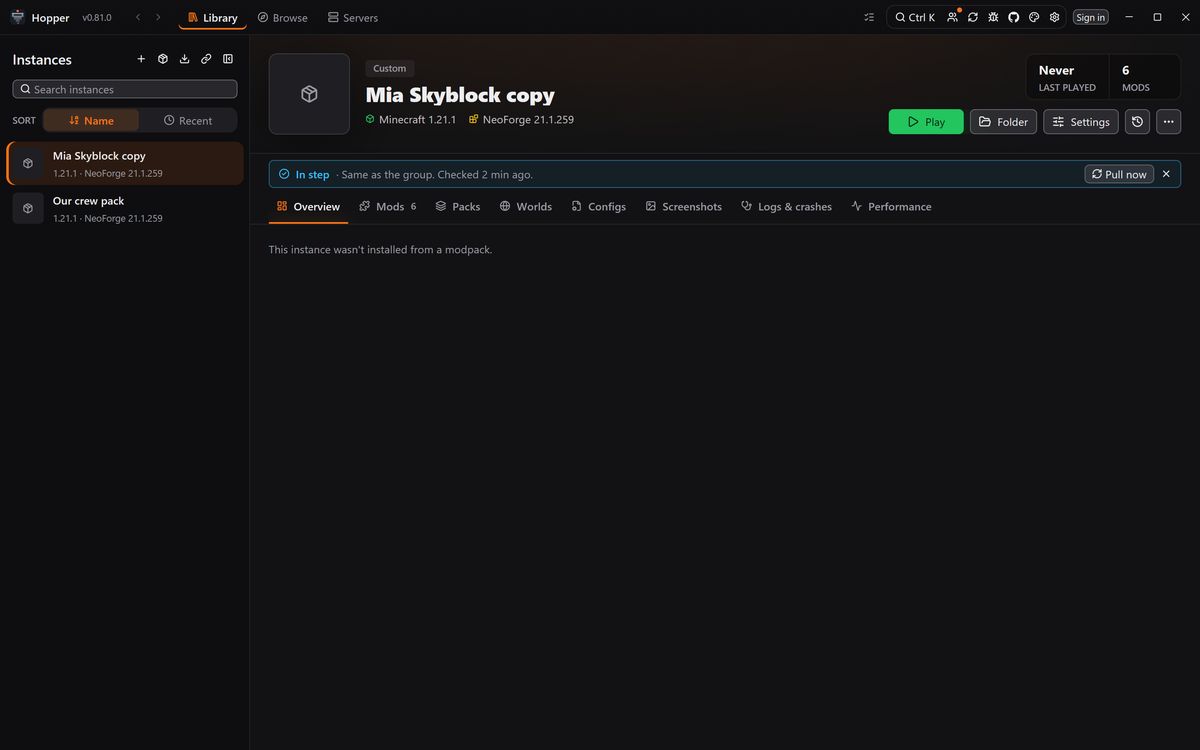 Hopper v0.81.0 Library Browse Servers Ctrl K Sign in
Instances
Search instances
SORT Name Recent
Mia Skyblock copy
1.21.1 · NeoForge 21.1.259
Our crew pack
1.21.1 · NeoForge 21.1.259
Custom
Mia Skyblock copy
Minecraft 1.21.1 NeoForge 21.1.259
Never
LAST PLAYED
6
MODS
Play Folder Settings
In step · Same as the group. Checked 2 min ago. Pull now
Overview Mods 6 Packs Worlds Configs Screenshots Logs & crashes Performance
This instance wasn't installed from a modpack.